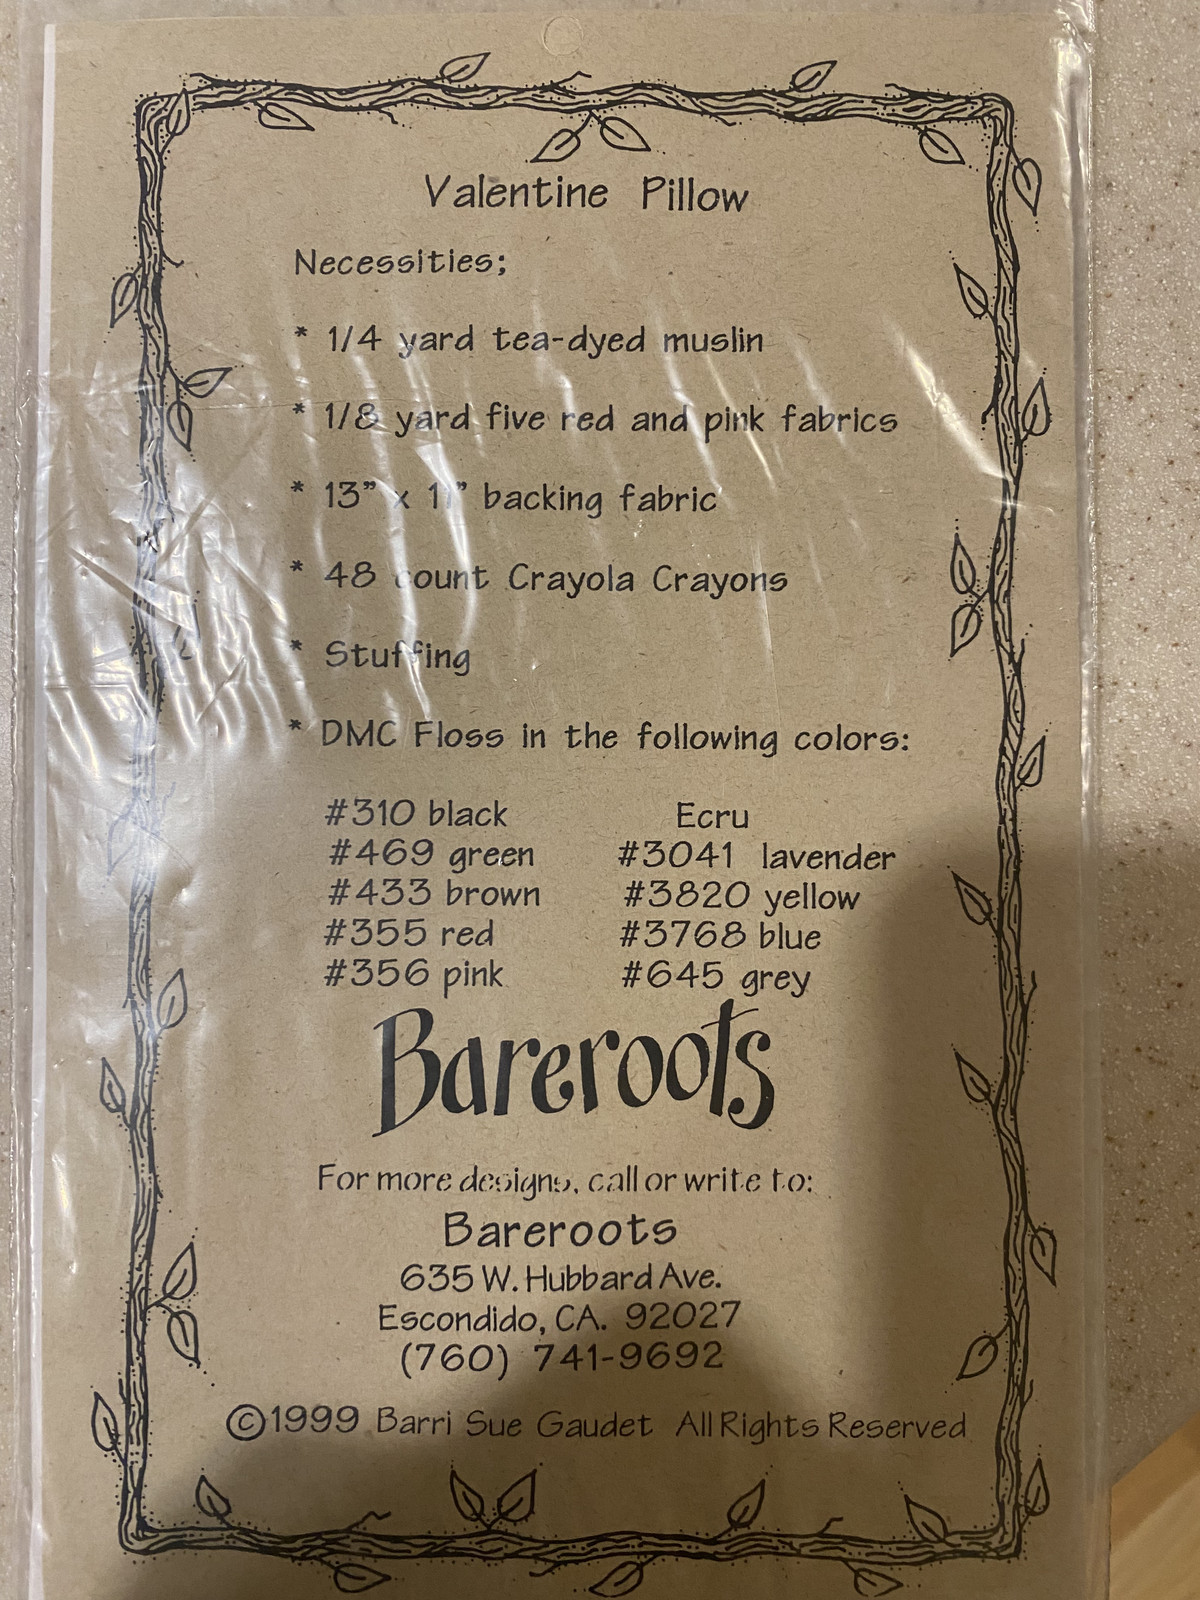 Valentine Pillow
Necessities;
* 1/4 yard tea-dyed muslin
* 1/8 yard five red and pink fabrics
* 13" x 11" backing fabric
* 48 count Crayola Crayons
* Stuffing
* DMC Floss in the following colors:
#310 black Ecru
#469 green #3041 lavender
#433 brown #3820 yellow
#355 red #3768 blue
#356 pink #645 grey
Bareroots
For more designs, call or write to:
Bareroots
635 W. Hubbard Ave.
Escondido, CA. 92027
(760) 741-9692
©1999 Barri Sue Gaudet All Rights Reserved